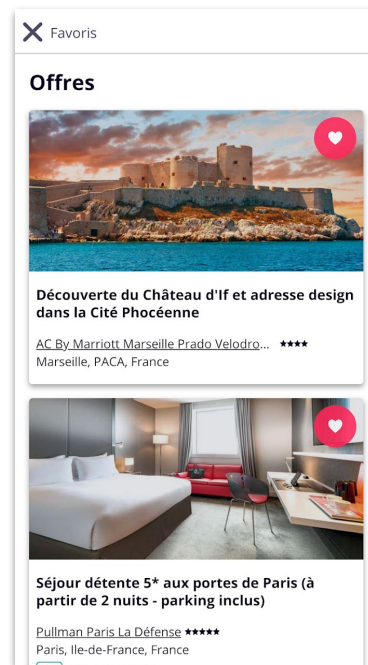 Favoris
Offres
Découverte du Château d'If et adresse design
dans la Cité Phocéenne
AC By Marriott Marseille Prado Velodro... ★★★★
Marseille, PACA, France
Séjour détente 5* aux portes de Paris (à
partir de 2 nuits - parking inclus)
Pullman Paris La Défense ★★★★★
Paris, Ile-de-France, France